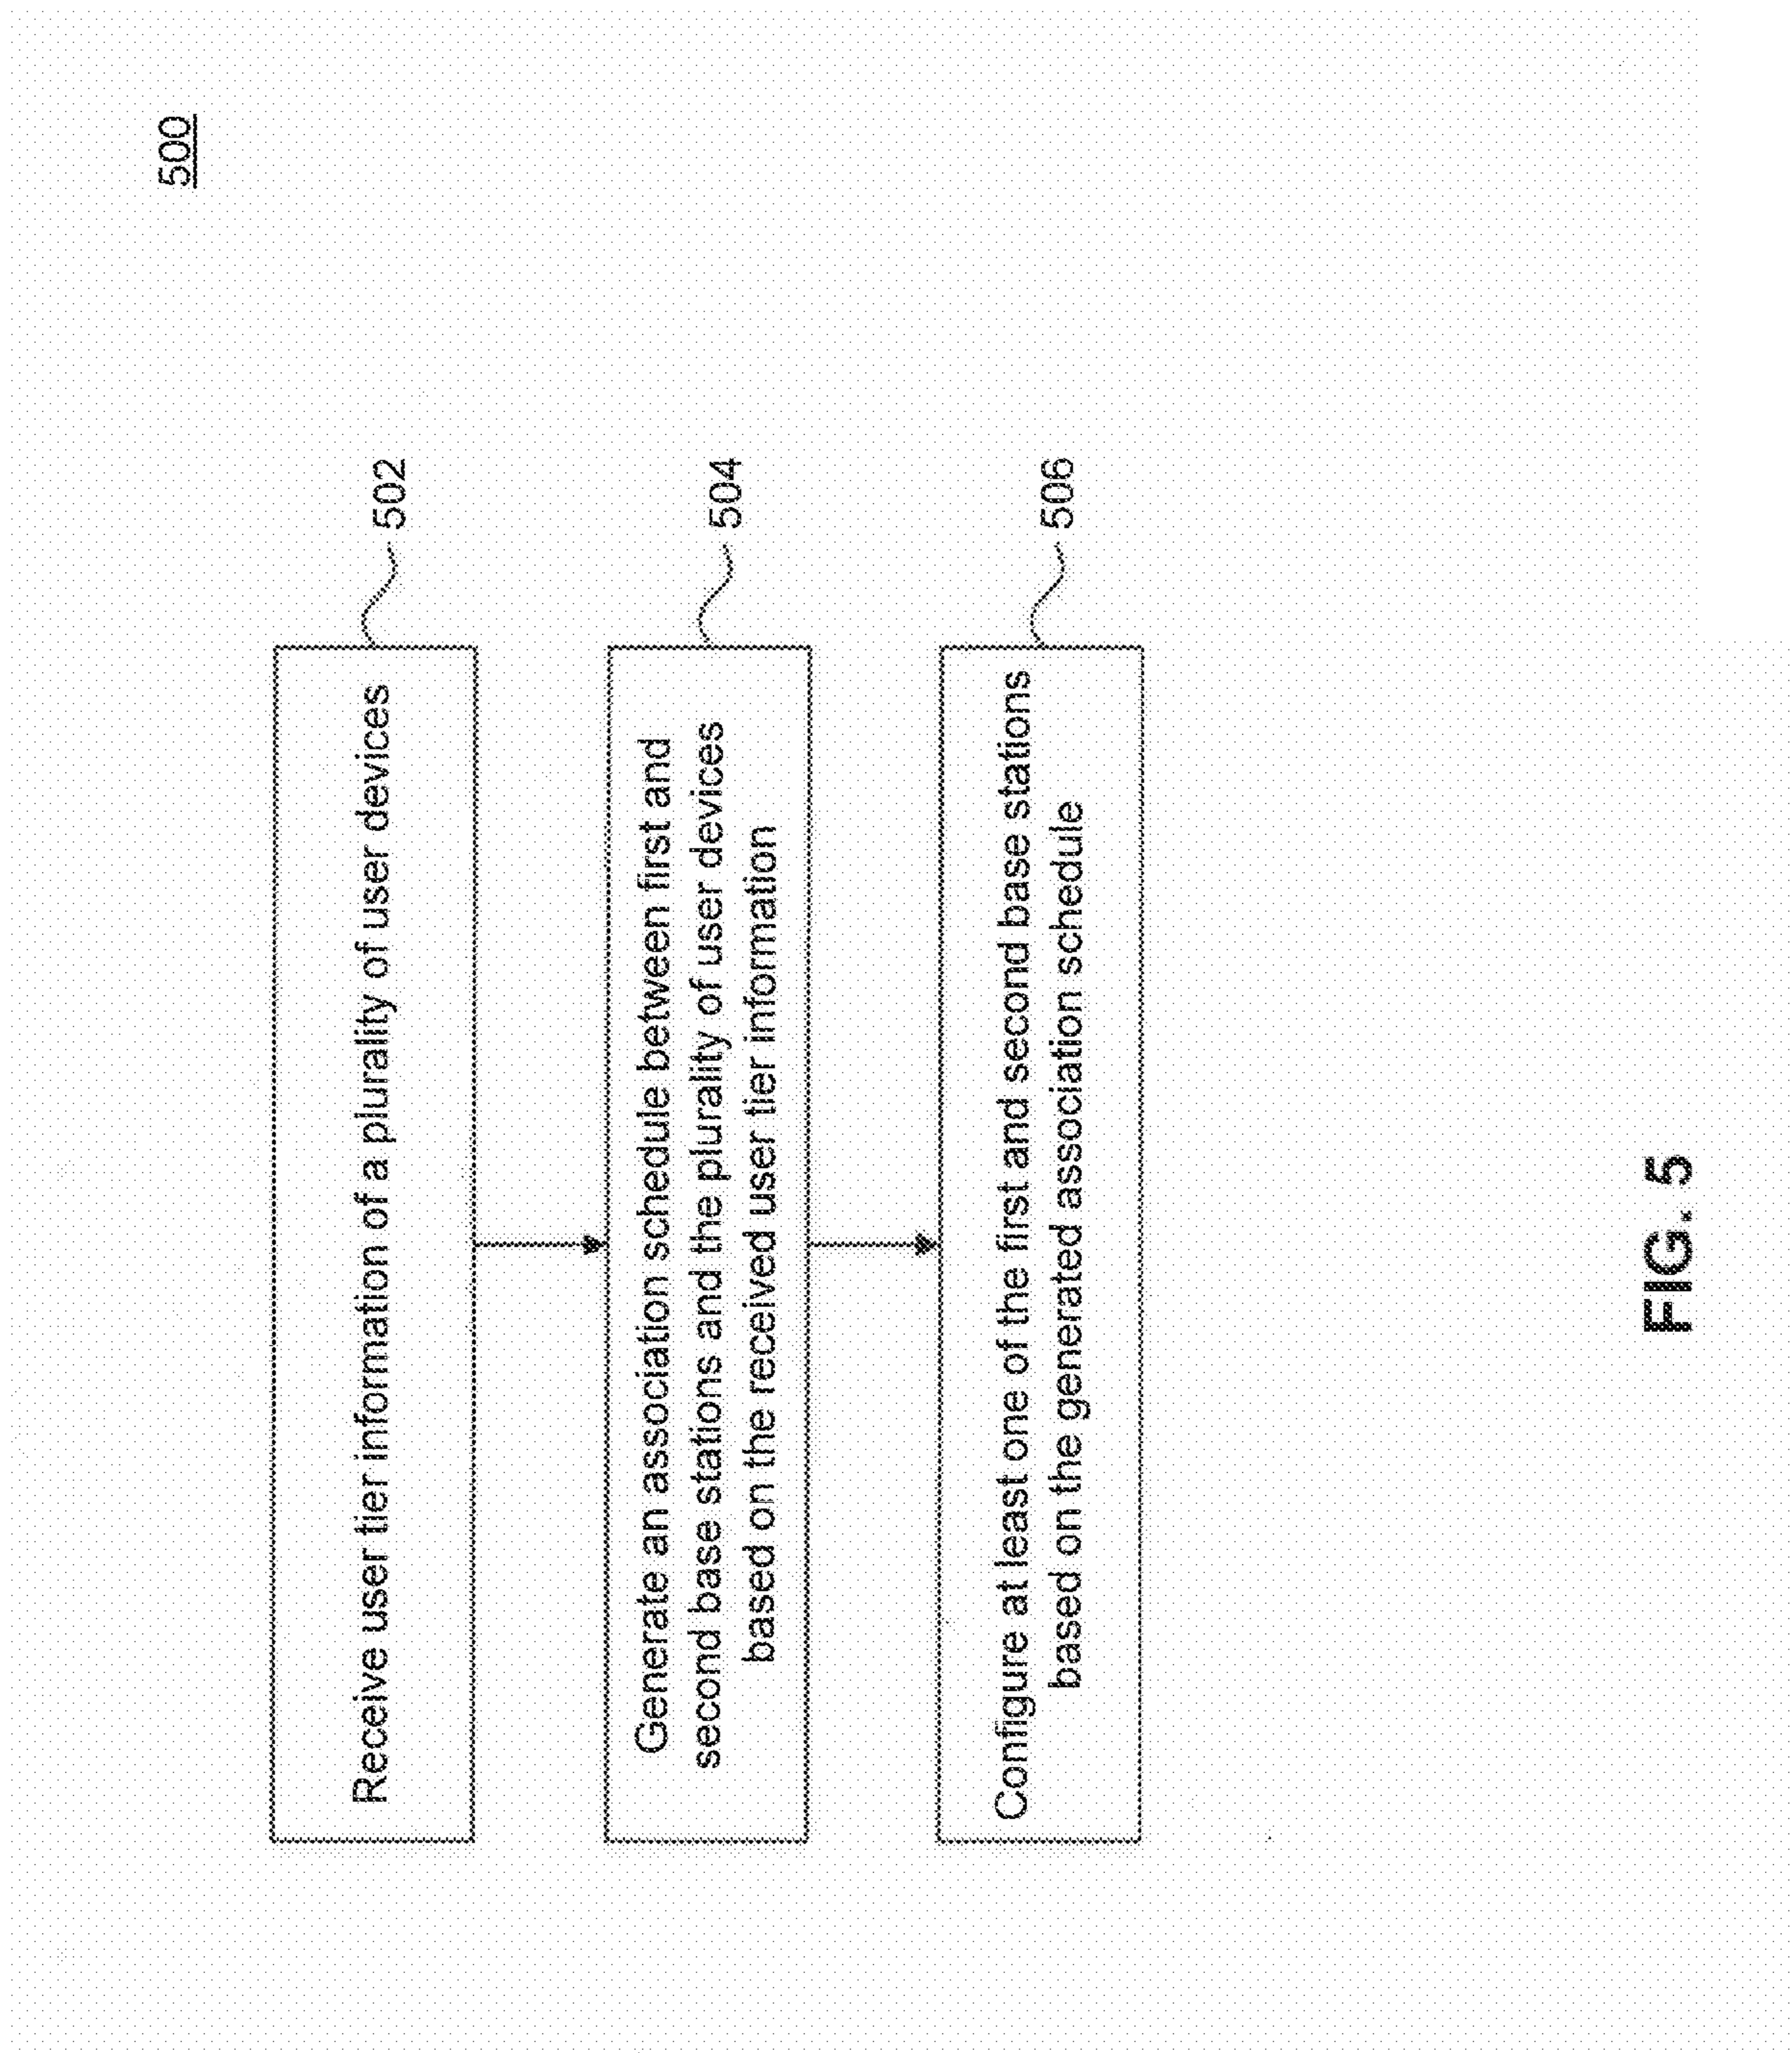 500
Receive user tier information of a plurality of user devices
502
Generate an association schedule between first and
second base stations and the plurality of user devices
based on the received user tier information
504
Configure at least one of the first and second base stations
based on the generated association schedule
506
FIG. 5